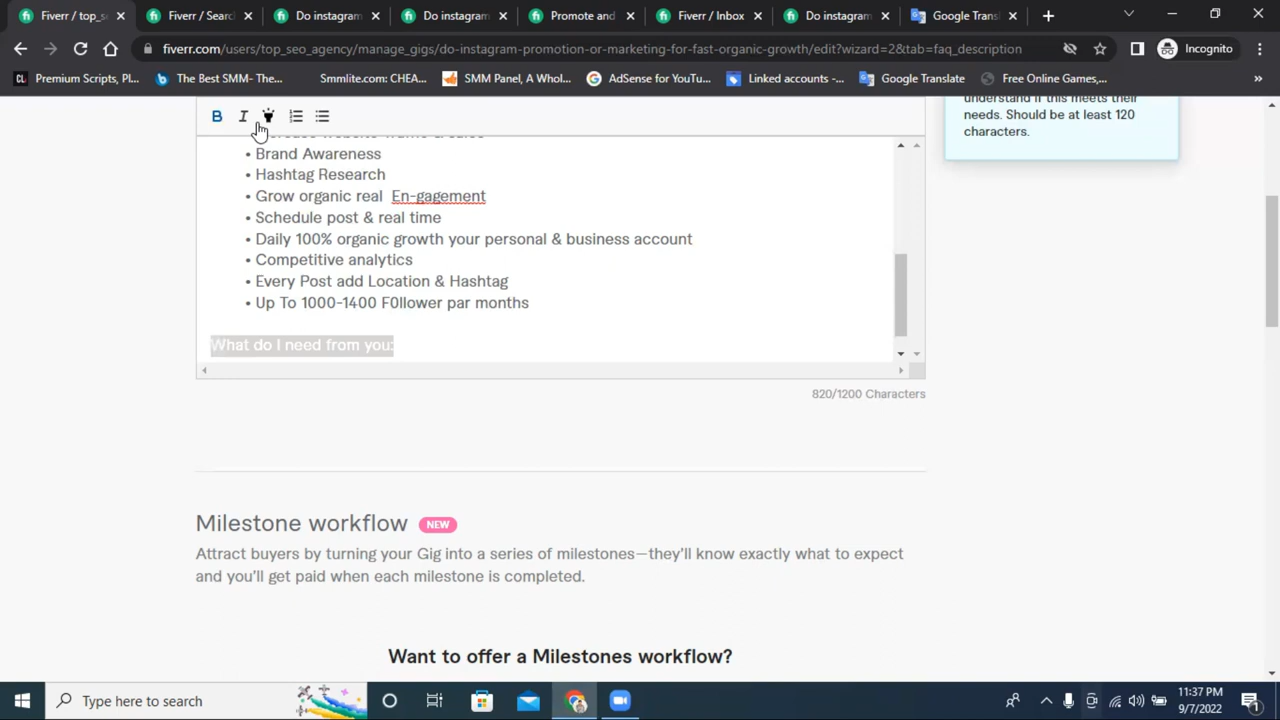 Fiverr / top_s
Fiverr / Searc
Do instagram
Do instagram
Promote and
Fiverr / Inbox
Do instagram
Google Trans
fiverr.com/users/top_seo_agency/manage_gigs/do-instagram-promotion-or-marketing-for-fast-organic-growth/edit?wizard=2&tab=faq_description
Incognito
CL Premium Scripts, Pl...
The Best SMM- The...
Smmlite.com: CHEA...
SMM Panel, A Whol...
AdSense for YouTu...
Linked accounts -...
Google Translate
Free Online Games,...
»
B I
understand if this meets their
needs. Should be at least 120
characters.
• Brand Awareness
• Hashtag Research
• Grow organic real En-gagement
• Schedule post & real time
• Daily 100% organic growth your personal & business account
• Competitive analytics
• Every Post add Location & Hashtag
• Up To 1000-1400 F0llower par months
What do I need from you:
820/1200 Characters
Milestone workflow NEW
Attract buyers by turning your Gig into a series of milestones—they'll know exactly what to expect
and you'll get paid when each milestone is completed.
Want to offer a Milestones workflow?
Type here to search
11:37 PM
9/7/2022
1